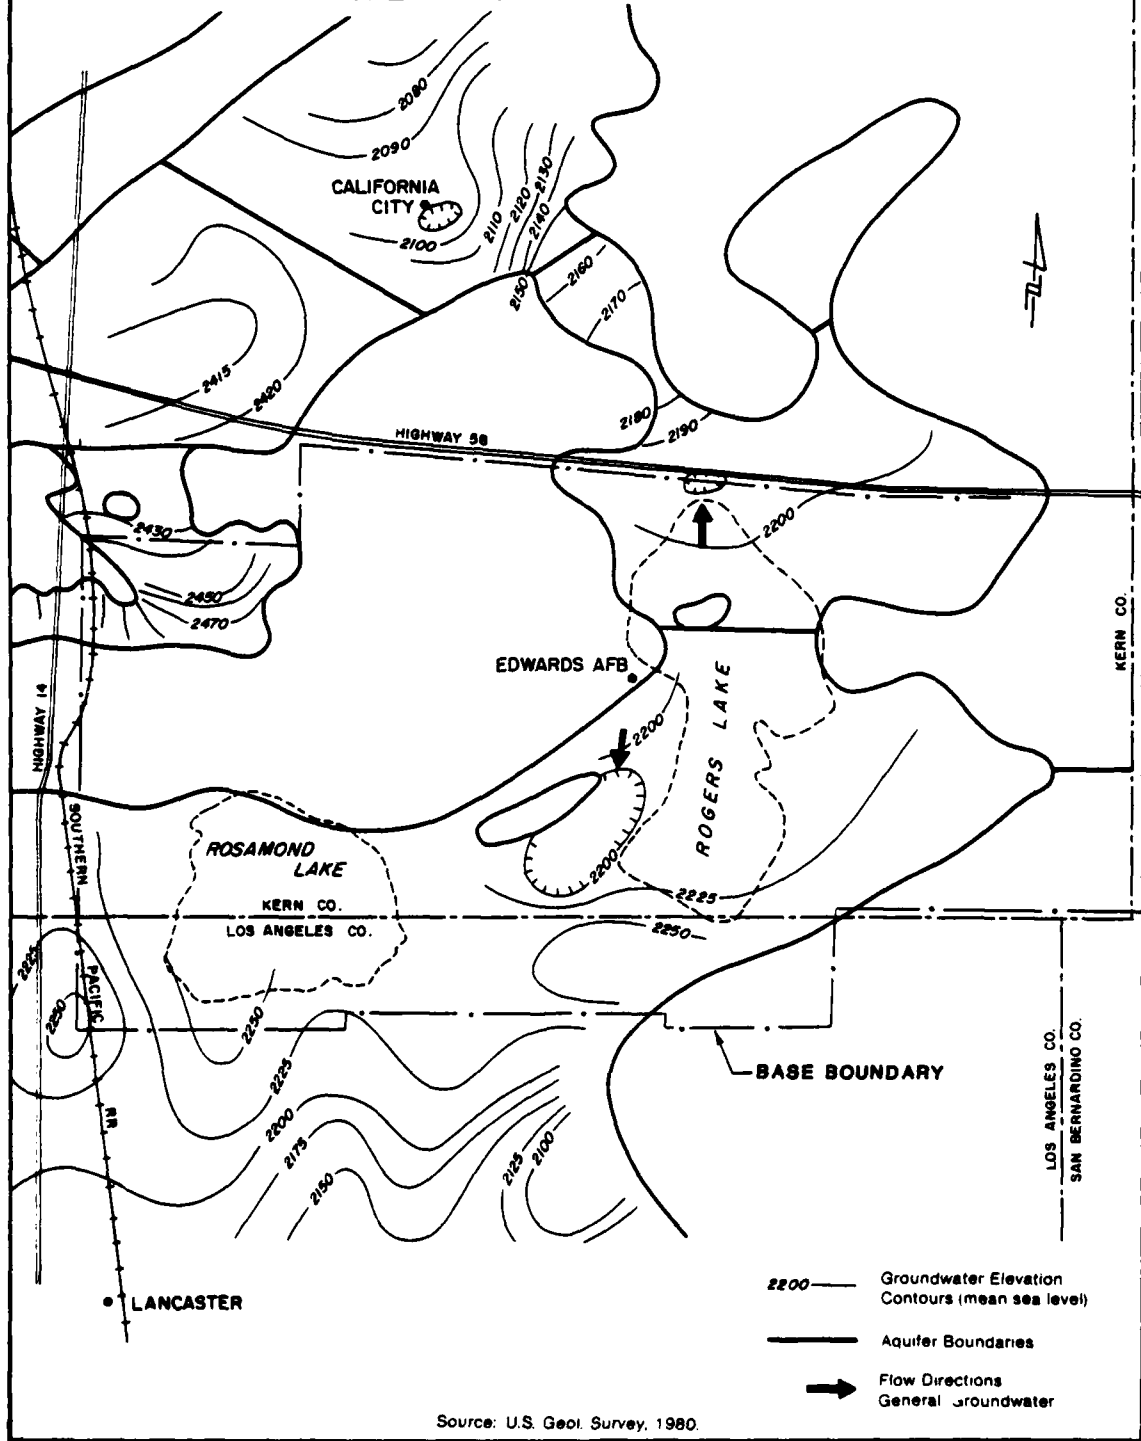 2080
2090
CALIFORNIA
CITY
2100
2110
2120
2130
2140
2150
2160
2170
2415
2420
2180
2190
HIGHWAY 58
2200
2430
2450
2470
EDWARDS AFB
KERN CO.
HIGHWAY 14
2200
ROGERS LAKE
SOUTHERN
ROSAMOND
LAKE
2200
2225
KERN CO.
LOS ANGELES CO.
2250
2225
PACIFIC
2250
2250
2225
BASE BOUNDARY
LOS ANGELES CO.
SAN BERNARDINO CO.
RR
2200
2175
2150
2125
2100
LANCASTER
2200 Groundwater Elevation
Contours (mean sea level)
Aquifer Boundaries
Flow Directions
General Groundwater
Source: U.S. Geol. Survey, 1980.